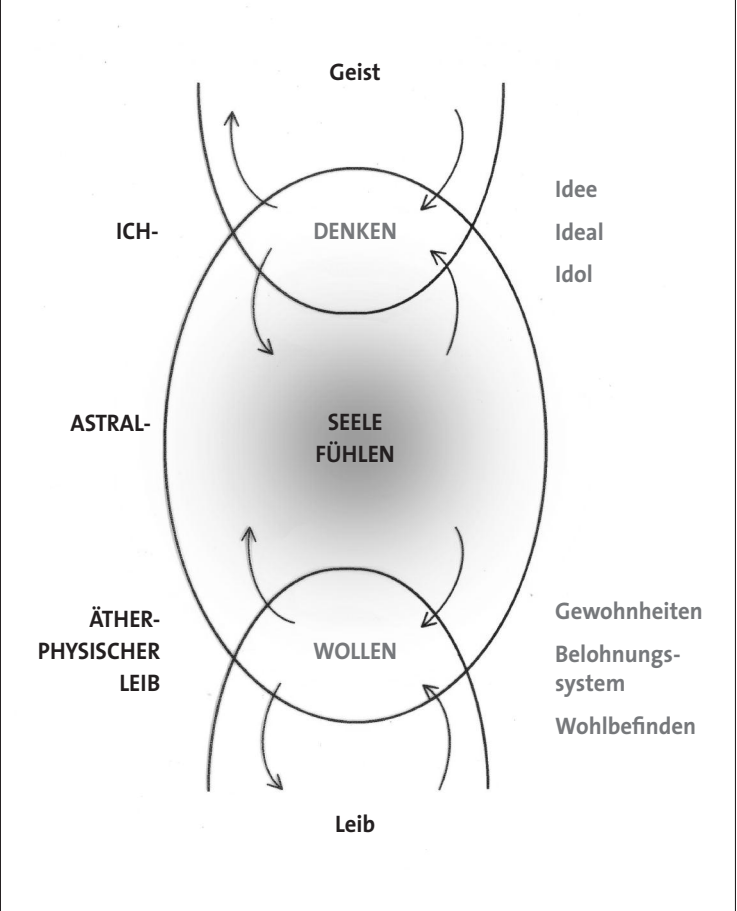 Geist
Idee
ICH-
DENKEN
Ideal
Idol
ASTRAL-
SEELE
FÜHLEN
ÄTHER-
PHYSISCHER
LEIB
WOLLEN
Gewohnheiten
Belohnungs-
system
Wohlbefinden
Leib